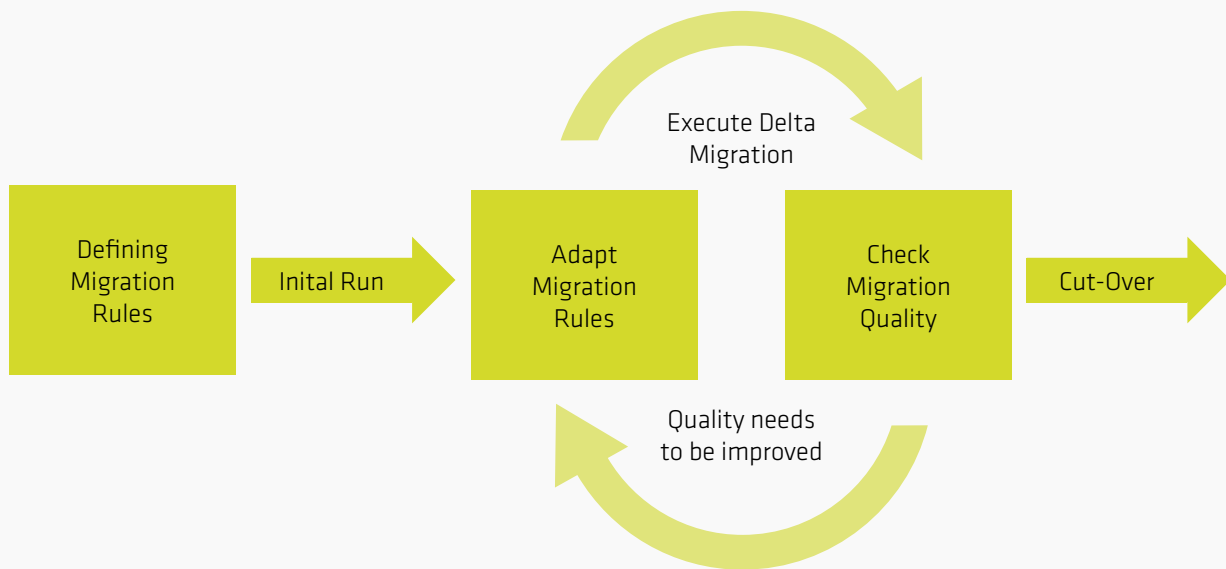 Execute Delta
Migration
Defining
Migration
Rules
Inital Run
Adapt
Migration
Rules
Check
Migration
Quality
Cut-Over
Quality needs
to be improved